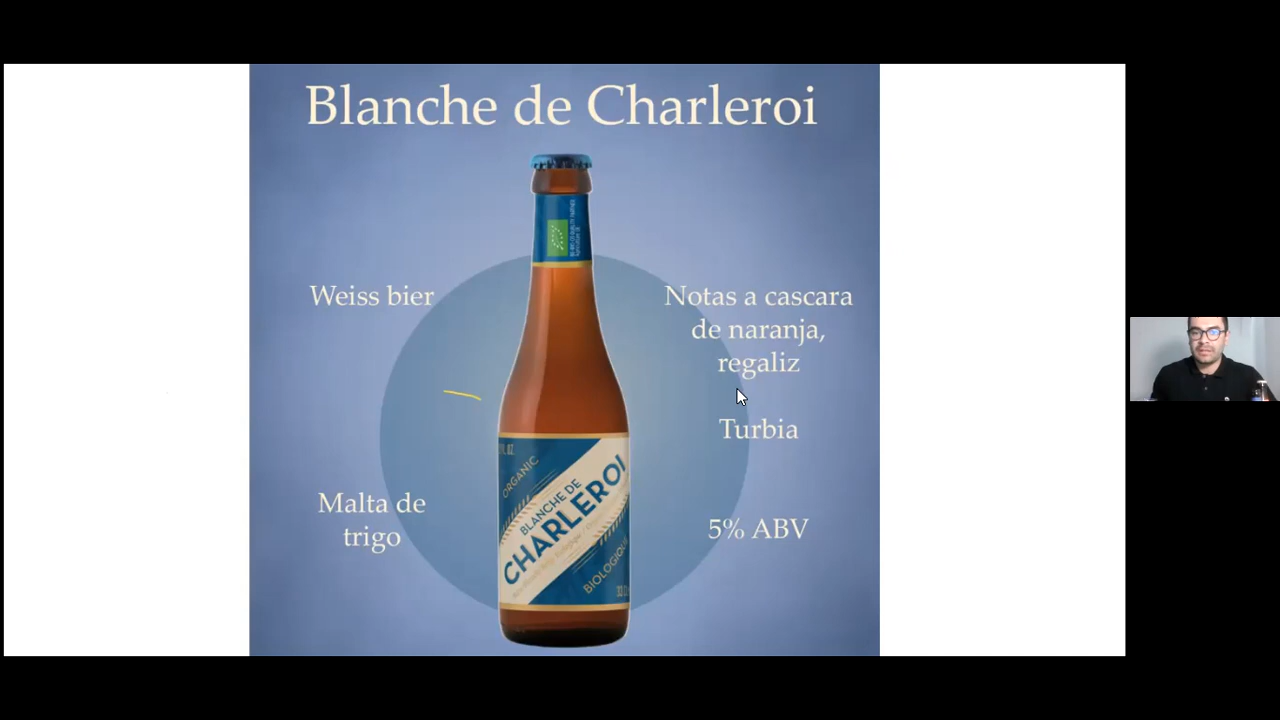 Blanche de Charleroi
Weiss bier
Notas a cascara
de naranja,
regaliz
Turbia
Malta de
trigo
5% ABV
ORGANIC
BLANCHE DE
CHARLEROI
BIOLOGIQUE